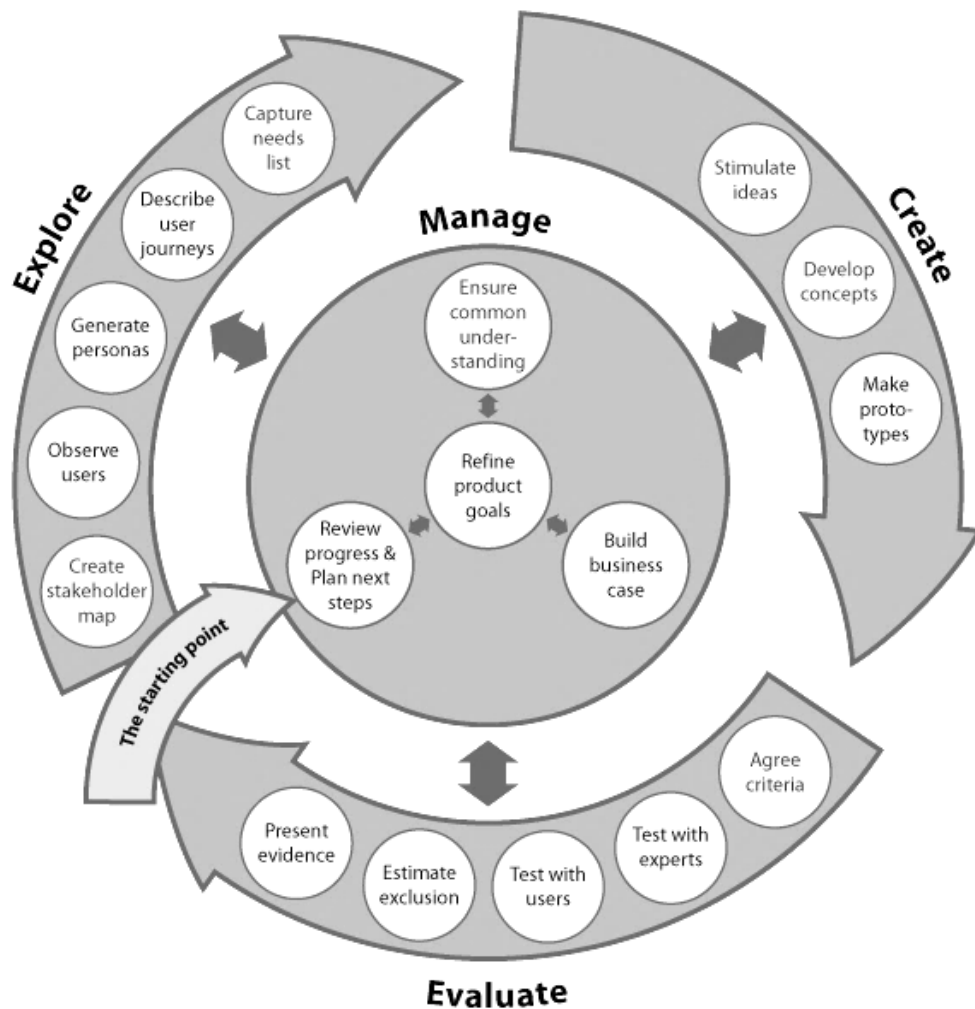 Explore
Capture
needs
list
Describe
user
journeys
Generate
personas
Observe
users
Create
stakeholder
map
The starting point
Manage
Ensure
common
under-
standing
Refine
product
goals
Review
progress &
Plan next
steps
Build
business
case
Create
Stimulate
ideas
Develop
concepts
Make
proto-
types
Agree
criteria
Test with
experts
Test with
users
Estimate
exclusion
Present
evidence
Evaluate